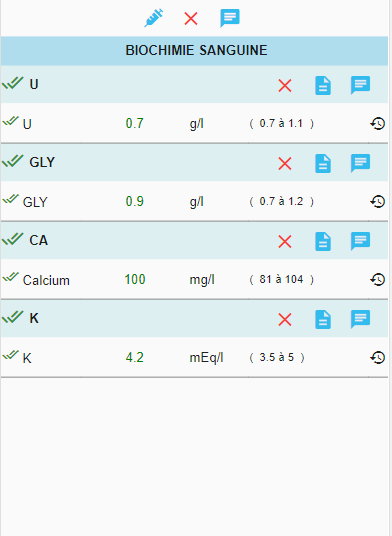 BIOCHIMIE SANGUINE
U
U 0.7 g/l ( 0.7 à 1.1 )
GLY
GLY 0.9 g/l ( 0.7 à 1.2 )
CA
Calcium 100 mg/l ( 81 à 104 )
K
K 4.2 mEq/l ( 3.5 à 5 )